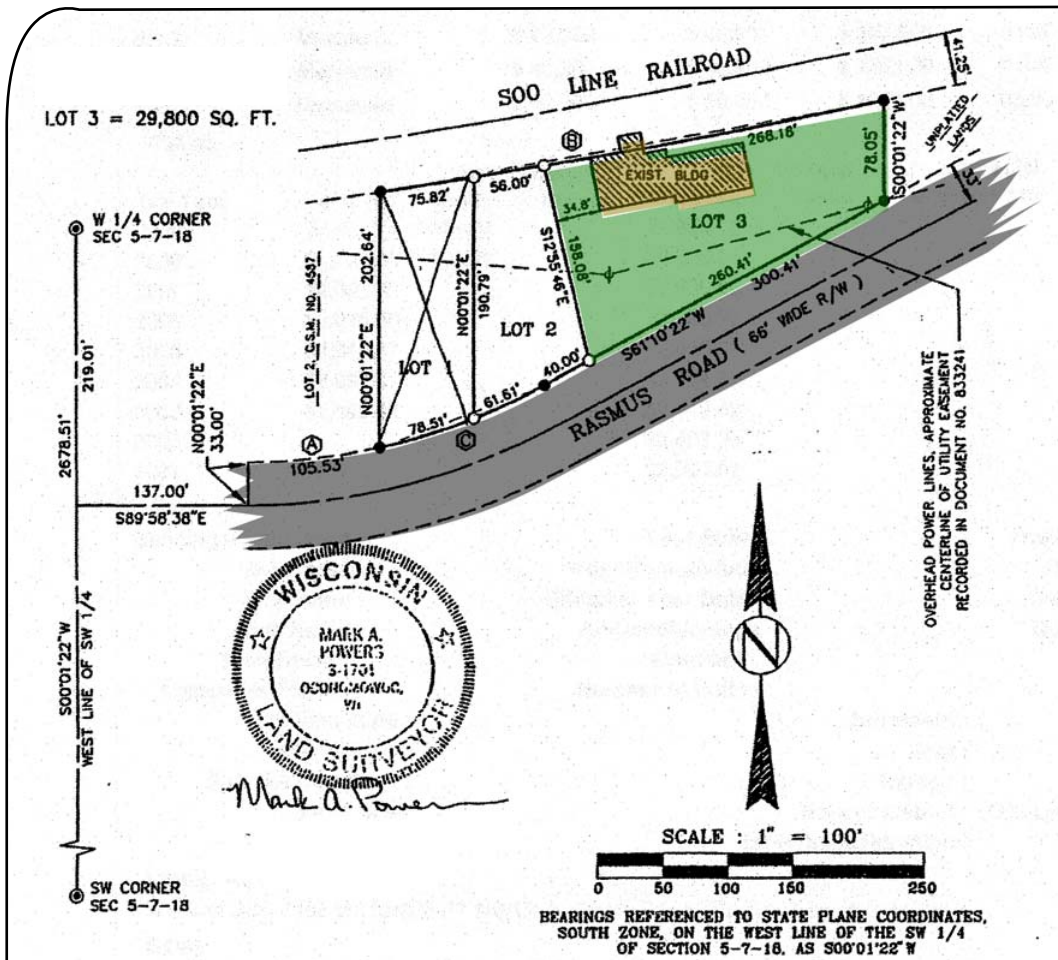 SOO LINE RAILROAD
41.25'
LOT 3 = 29,800 SQ. FT.
UNPLATTED
LANDS
33'
W 1/4 CORNER
SEC 5-7-18
75.82'
56.00'
B
268.18'
EXIST. BLDG
34.8'
LOT 3
78.05'
S00°01'22"W
S12°55'46"E
158.08'
260.41'
300.41'
S61°10'22"W
202.64'
N00°01'22"E
N00°01'22"E
190.79'
LOT 2
LOT 1
LOT 2, C.S.M. NO. 4537
40.00'
61.61'
78.51'
A
C
105.53'
RASMUS ROAD ( 66' WIDE R/W )
219.01'
2678.51'
N00°01'22"E
33.00'
137.00'
S89°58'38"E
S00°01'22"W
WEST LINE OF SW 1/4
OVERHEAD POWER LINES, APPROXIMATE
CENTERLINE OF UTILITY EASEMENT
RECORDED IN DOCUMENT NO. 833241
WISCONSIN
MARK A.
POWERS
S-1701
OCONOMOWOC,
WI
LAND SURVEYOR
Mark A. Powers
SW CORNER
SEC 5-7-18
SCALE : 1" = 100'
0 50 100 150 250
BEARINGS REFERENCED TO STATE PLANE COORDINATES,
SOUTH ZONE, ON THE WEST LINE OF THE SW 1/4
OF SECTION 5-7-18, AS S00°01'22"W